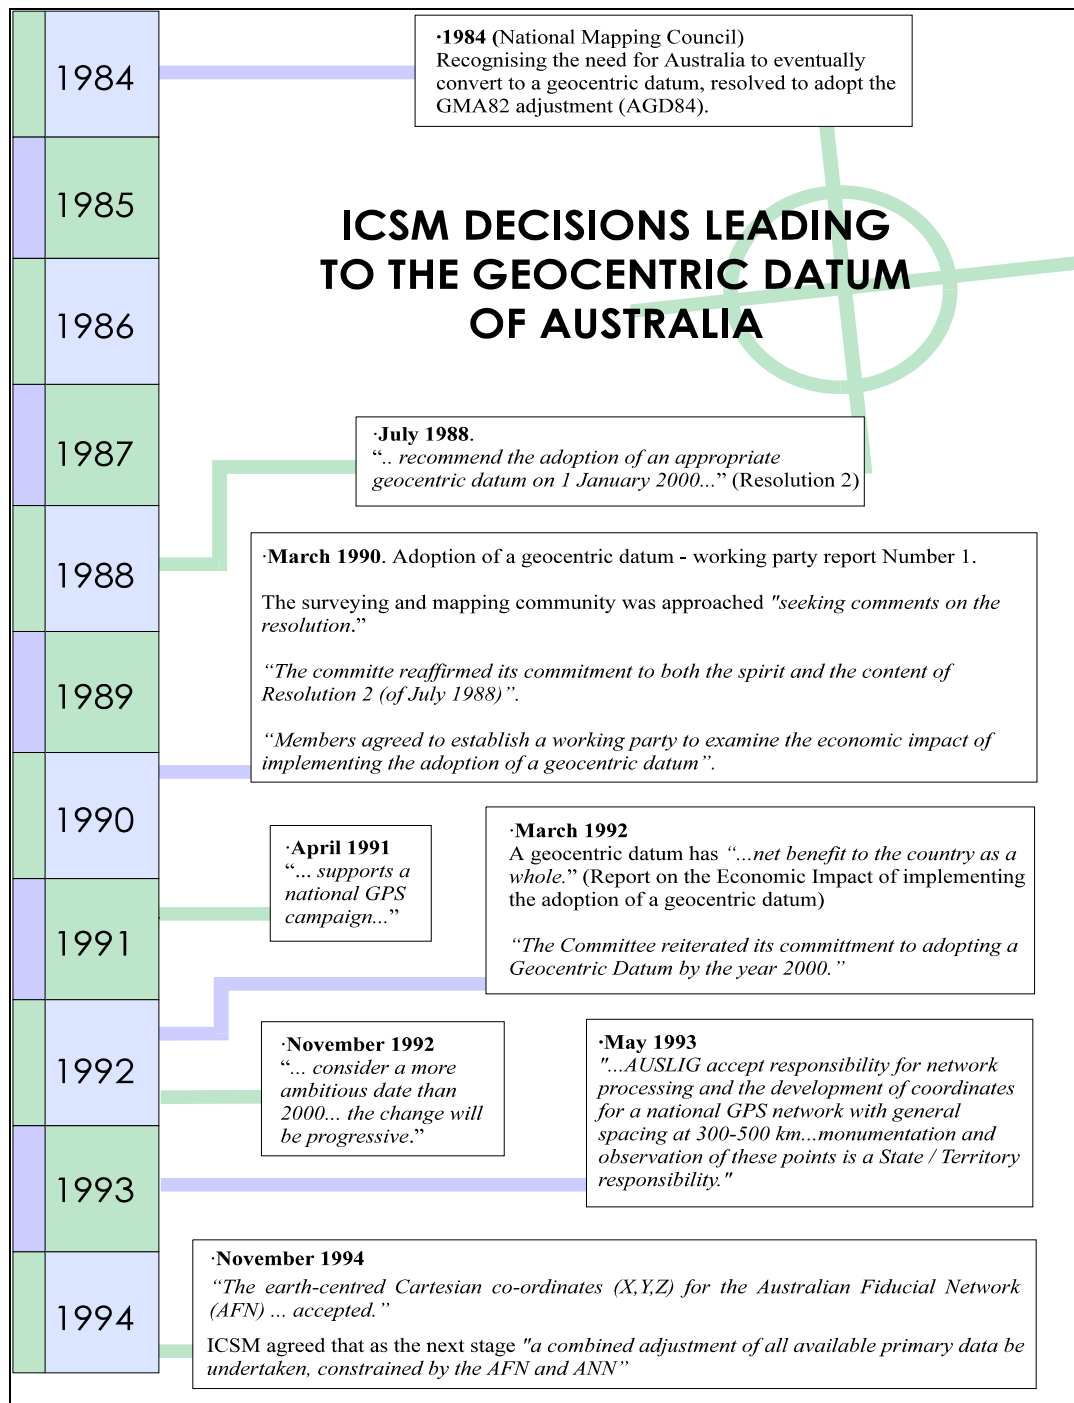 1984
1985
1986
1987
1988
1989
1990
1991
1992
1993
1994
·1984 (National Mapping Council)
Recognising the need for Australia to eventually
convert to a geocentric datum, resolved to adopt the
GMA82 adjustment (AGD84).
ICSM DECISIONS LEADING
TO THE GEOCENTRIC DATUM
OF AUSTRALIA
·July 1988.
“.. recommend the adoption of an appropriate
geocentric datum on 1 January 2000...” (Resolution 2)
·March 1990. Adoption of a geocentric datum - working party report Number 1.
The surveying and mapping community was approached "seeking comments on the
resolution.”
“The committe reaffirmed its commitment to both the spirit and the content of
Resolution 2 (of July 1988)”.
“Members agreed to establish a working party to examine the economic impact of
implementing the adoption of a geocentric datum”.
·April 1991
“... supports a
national GPS
campaign...”
·March 1992
A geocentric datum has “...net benefit to the country as a
whole.” (Report on the Economic Impact of implementing
the adoption of a geocentric datum)
“The Committee reiterated its committment to adopting a
Geocentric Datum by the year 2000.”
·November 1992
“... consider a more
ambitious date than
2000... the change will
be progressive.”
·May 1993
"...AUSLIG accept responsibility for network
processing and the development of coordinates
for a national GPS network with general
spacing at 300-500 km...monumentation and
observation of these points is a State / Territory
responsibility."
·November 1994
“The earth-centred Cartesian co-ordinates (X,Y,Z) for the Australian Fiducial Network
(AFN) ... accepted.”
ICSM agreed that as the next stage "a combined adjustment of all available primary data be
undertaken, constrained by the AFN and ANN”